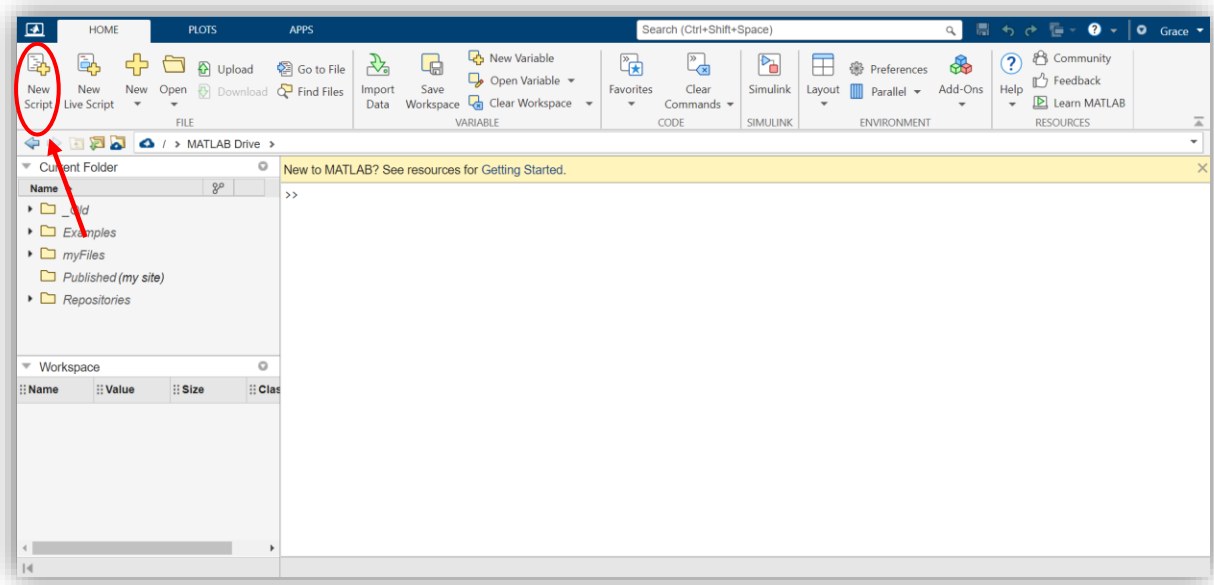 HOME PLOTS APPS Search (Ctrl+Shift+Space) ? Grace
New Script
New Live Script
New
Open
Upload
Download
Go to File
Find Files
FILE
Import Data
Save Workspace
New Variable
Open Variable
Clear Workspace
VARIABLE
Favorites
Clear Commands
CODE
Simulink
SIMULINK
Layout
Preferences
Parallel
Add-Ons
ENVIRONMENT
? Help
Community
Feedback
Learn MATLAB
RESOURCES
/ > MATLAB Drive >
Current Folder
Name
_Old
Examples
myFiles
Published (my site)
Repositories
Workspace
Name Value Size Clas
New to MATLAB? See resources for Getting Started.
>>